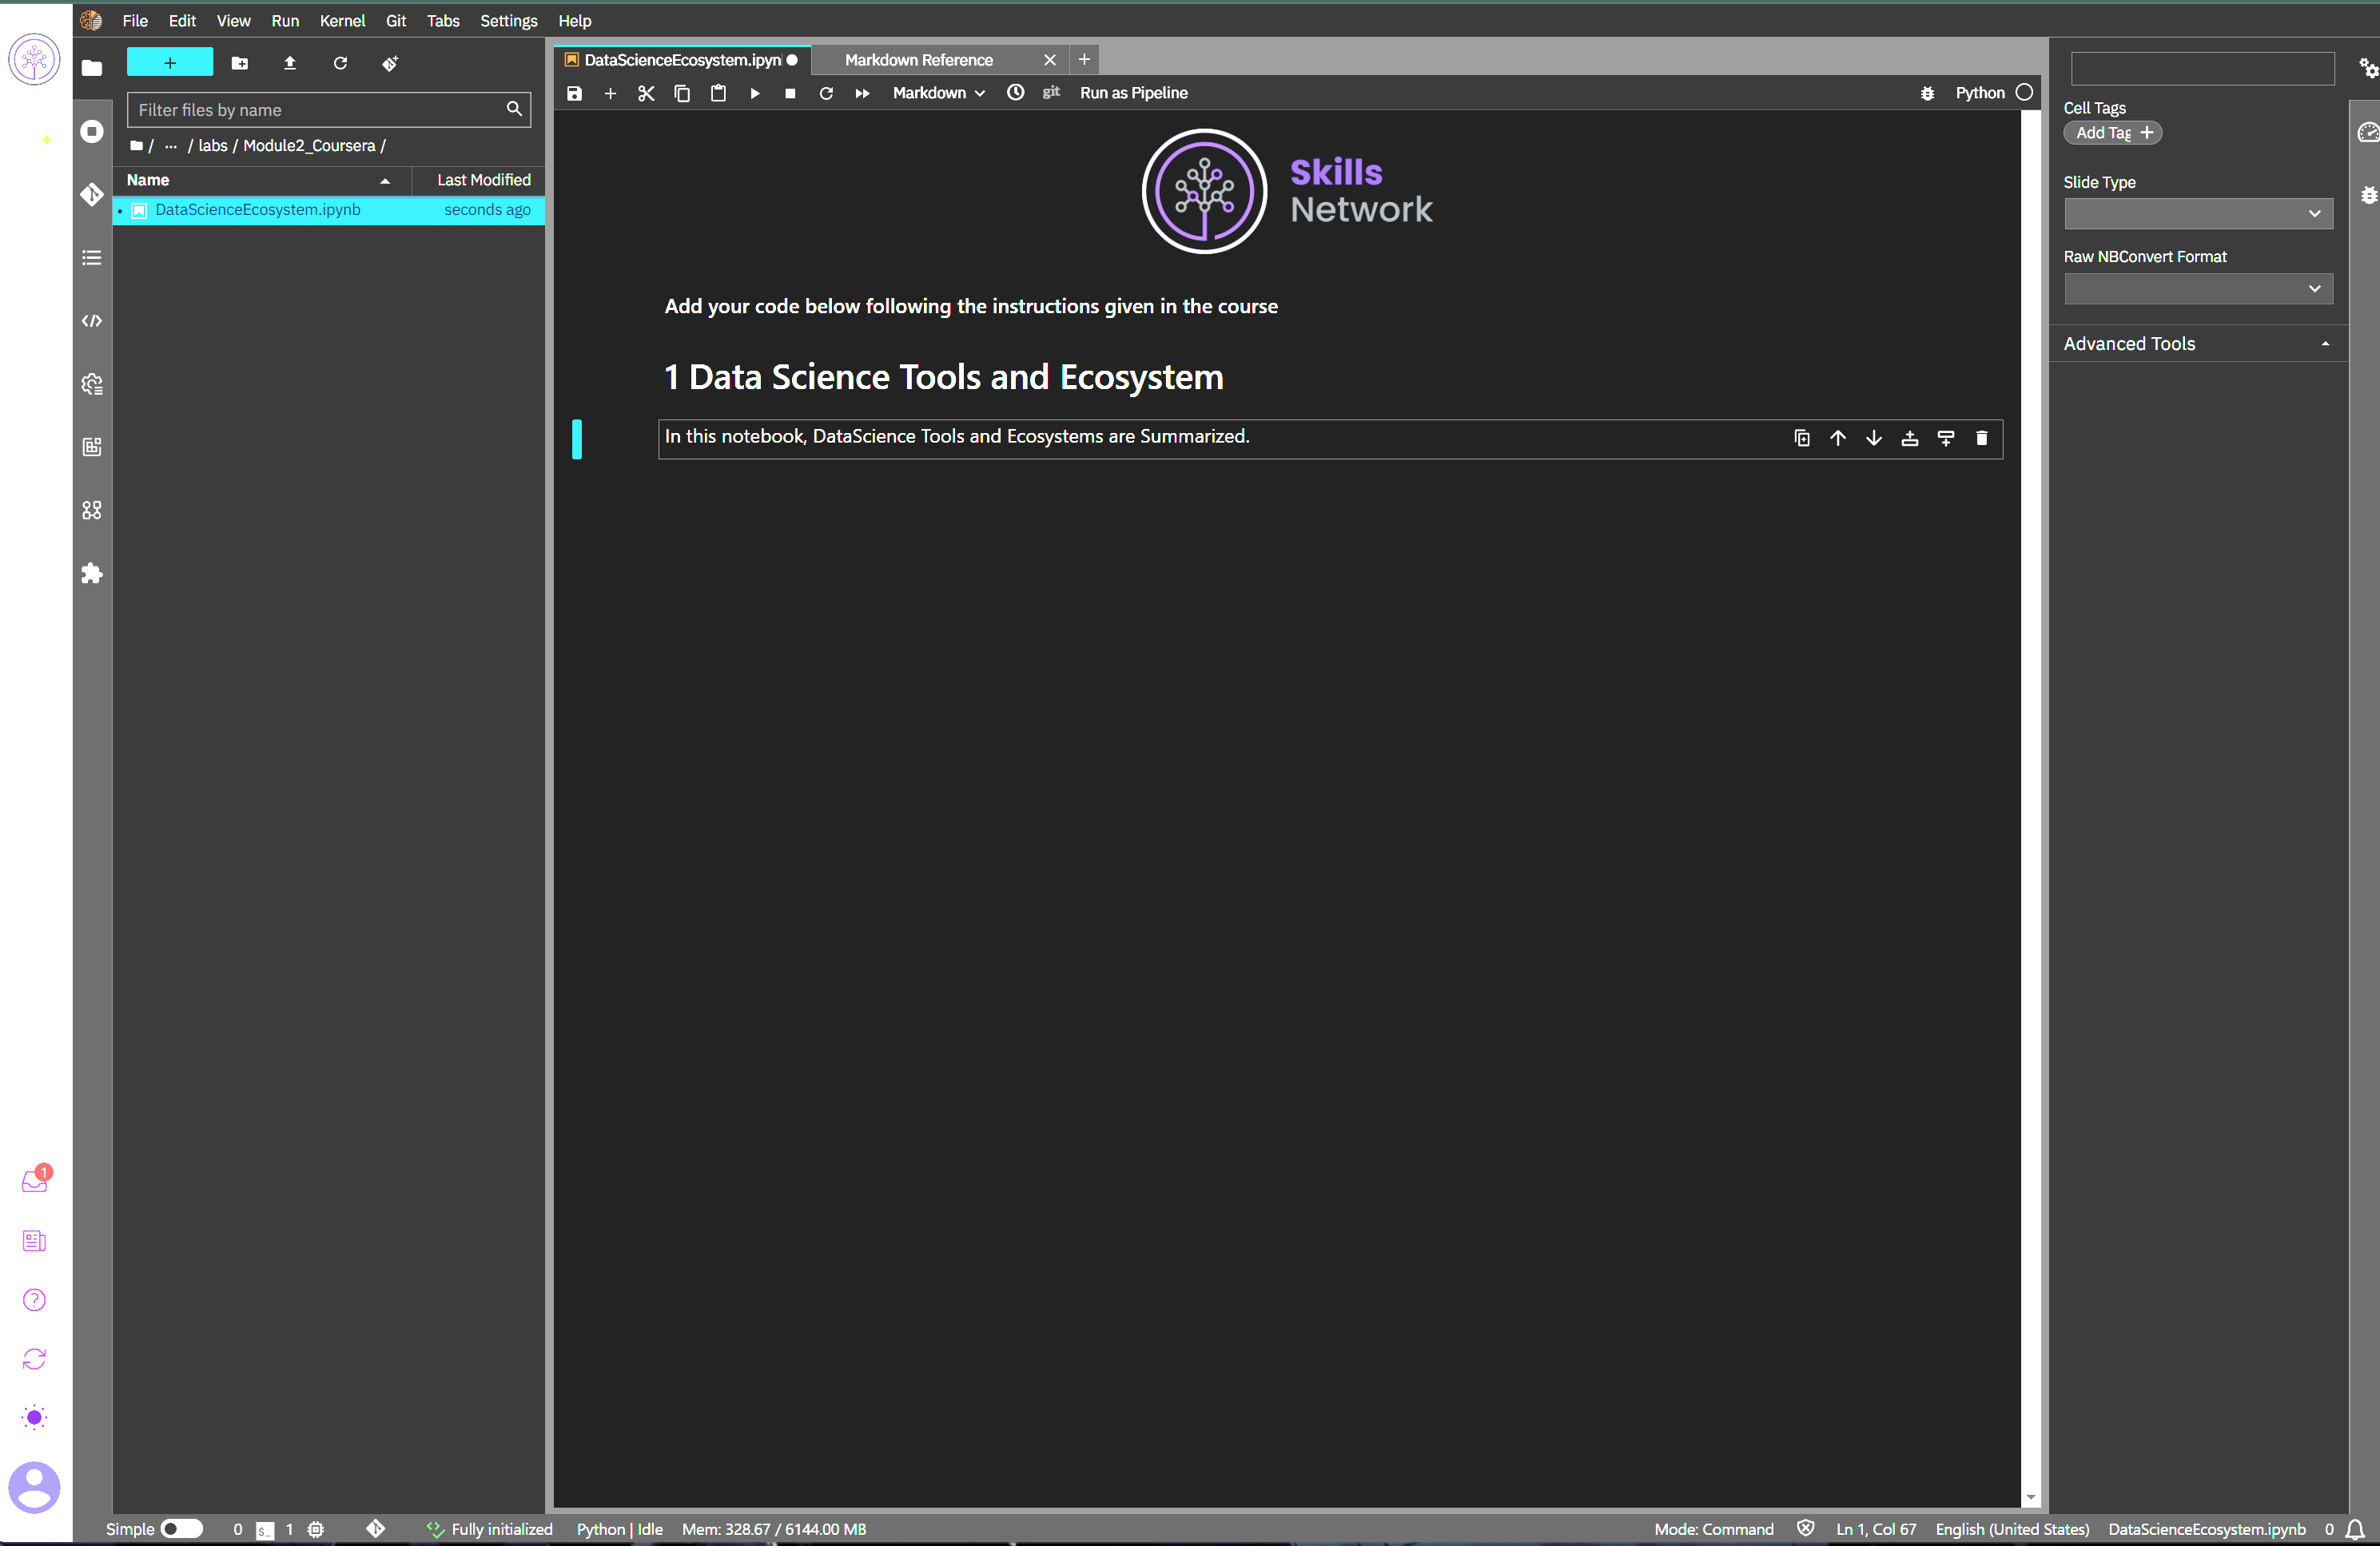 File Edit View Run Kernel Git Tabs Settings Help
+
Filter files by name
/ ... / labs / Module2_Coursera /
Name Last Modified
DataScienceEcosystem.ipynb seconds ago
DataScienceEcosystem.ipyn
Markdown Reference
Markdown
git
Run as Pipeline
Python
Skills
Network
Add your code below following the instructions given in the course
1 Data Science Tools and Ecosystem
In this notebook, DataScience Tools and Ecosystems are Summarized.
Cell Tags
Add Tag +
Slide Type
Raw NBConvert Format
Advanced Tools
1
Simple 0 $_ 1 Fully initialized Python | Idle Mem: 328.67 / 6144.00 MB
Mode: Command Ln 1, Col 67 English (United States) DataScienceEcosystem.ipynb 0